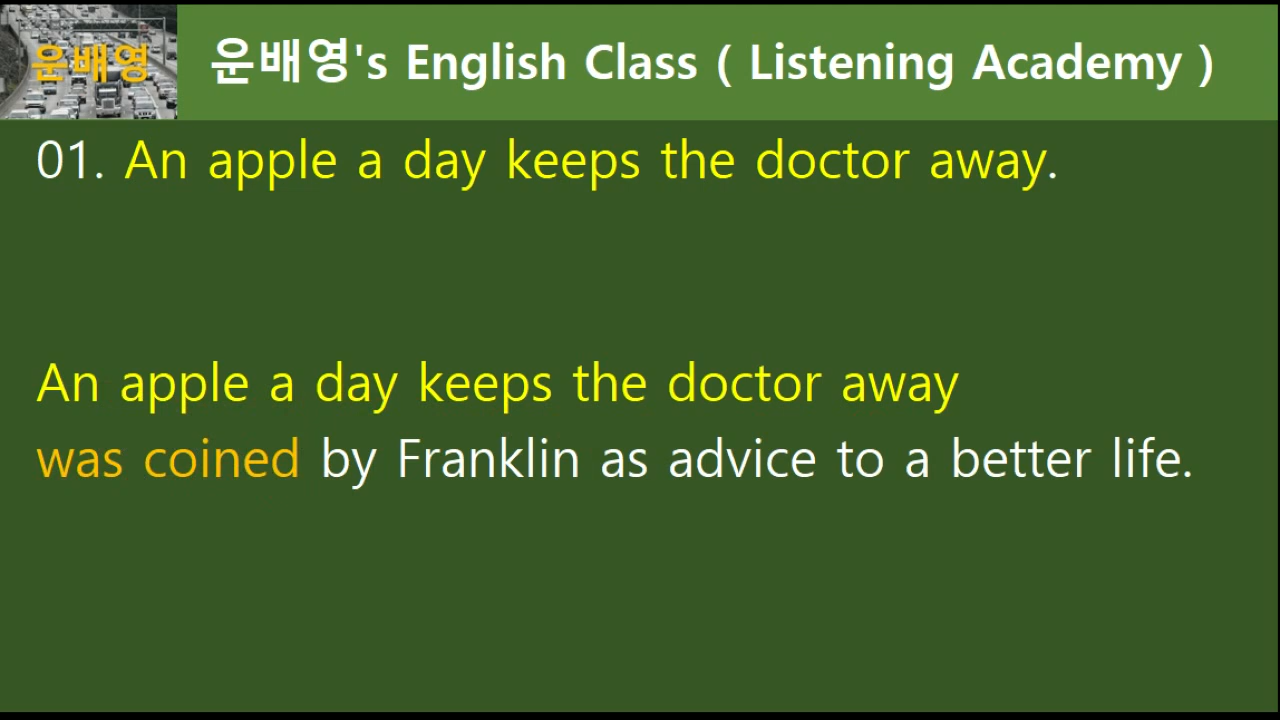 운배영
운배영's English Class ( Listening Academy )
01. An apple a day keeps the doctor away.
An apple a day keeps the doctor away
was coined by Franklin as advice to a better life.